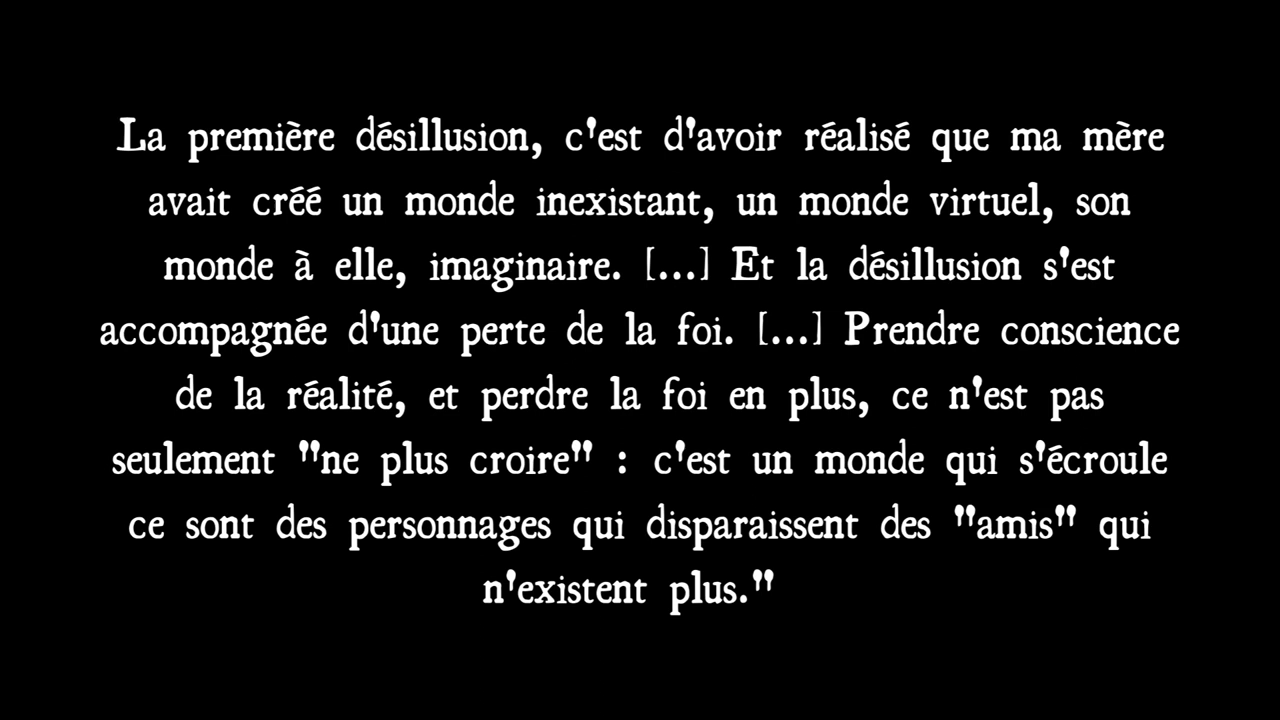 La première désillusion, c'est d'avoir réalisé que ma mère
avait créé un monde inexistant, un monde virtuel, son
monde à elle, imaginaire. [...] Et la désillusion s'est
accompagnée d'une perte de la foi. [...] Prendre conscience
de la réalité, et perdre la foi en plus, ce n'est pas
seulement "ne plus croire" : c'est un monde qui s'écroule
ce sont des personnages qui disparaissent des "amis" qui
n'existent plus."